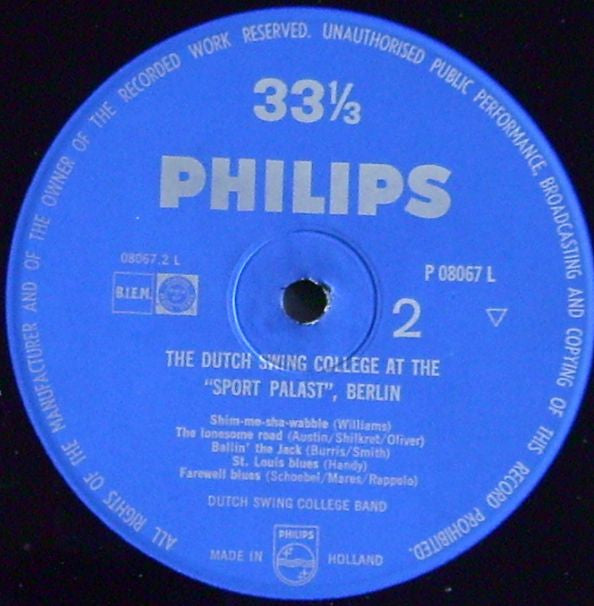 ALL RIGHTS OF THE MANUFACTURER AND OF THE OWNER OF THE RECORDED WORK RESERVED. UNAUTHORISED PUBLIC PERFORMANCE, BROADCASTING AND COPYING OF THIS RECORD PROHIBITED.
33⅓
PHILIPS
08067.2 L
P 08067 L
B.I.E.M.
2
THE DUTCH SWING COLLEGE AT THE
"SPORT PALAST", BERLIN
Shim-me-sha-wabble (Williams)
The lonesome road (Austin/Shilkret/Oliver)
Ballin' the Jack (Burris/Smith)
St. Louis blues (Handy)
Farewell blues (Schoebel/Mares/Rappolo)
DUTCH SWING COLLEGE BAND
PHILIPS
MADE IN HOLLAND